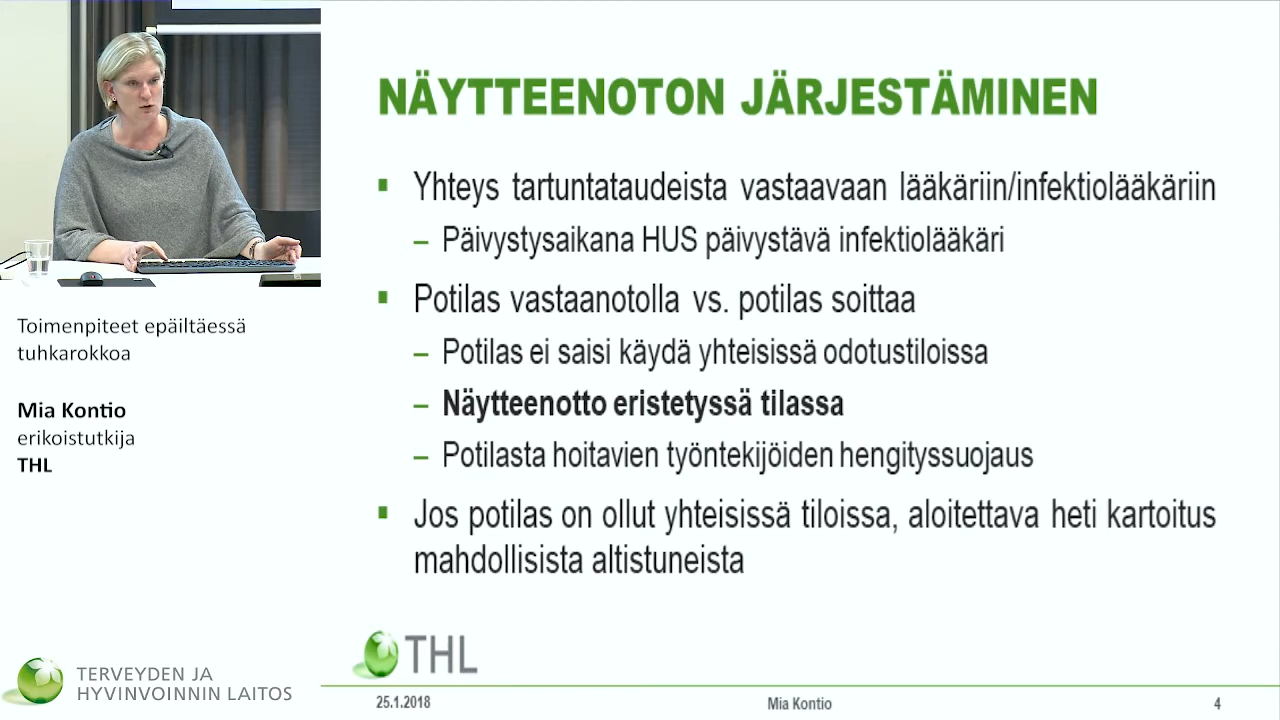 NÄYTTEENOTON JÄRJESTÄMINEN
▪ Yhteys tartuntataudeista vastaavaan lääkäriin/infektiolääkäriin
– Päivystysaikana HUS päivystävä infektiolääkäri
▪ Potilas vastaanotolla vs. potilas soittaa
– Potilas ei saisi käydä yhteisissä odotustiloissa
– Näytteenotto eristetyssä tilassa
– Potilasta hoitavien työntekijöiden hengityssuojaus
▪ Jos potilas on ollut yhteisissä tiloissa, aloitettava heti kartoitus
mahdollisista altistuneista
THL
25.1.2018 Mia Kontio 4
Toimenpiteet epäiltäessä
tuhkarokkoa
Mia Kontio
erikoistutkija
THL
TERVEYDEN JA
HYVINVOINNIN LAITOS